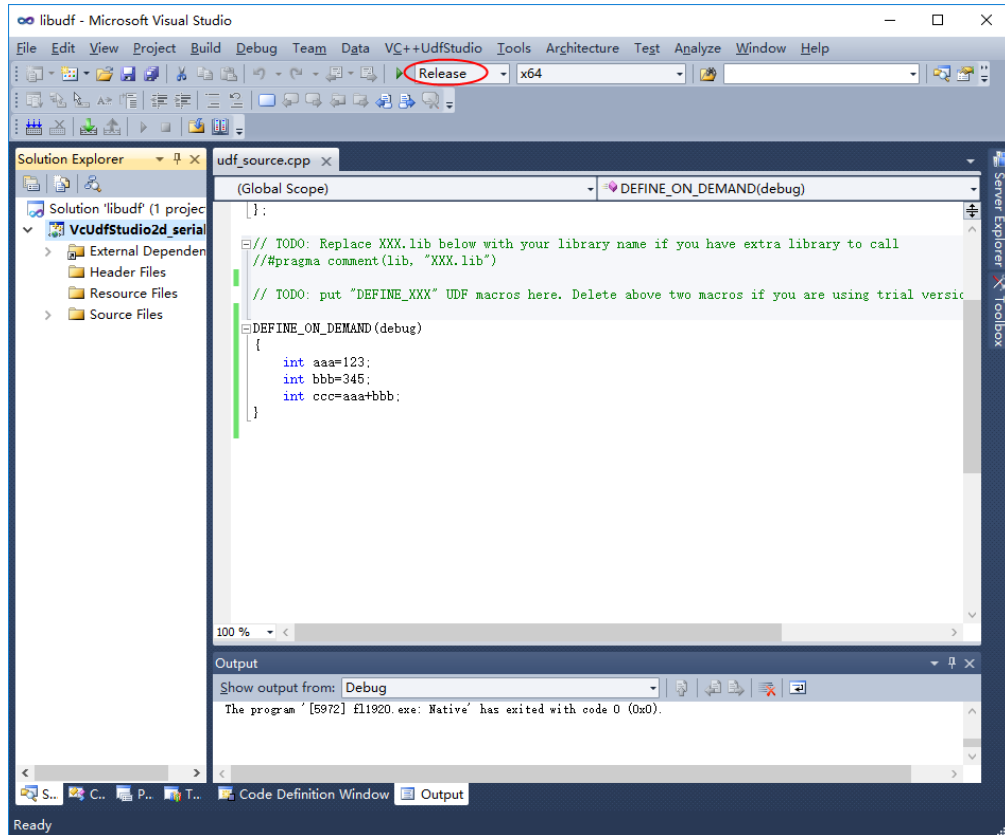 libudf - Microsoft Visual Studio
File Edit View Project Build Debug Team Data VC++UdfStudio Tools Architecture Test Analyze Window Help
Release x64
Solution Explorer
udf_source.cpp
(Global Scope) DEFINE_ON_DEMAND(debug)
Solution 'libudf' (1 projec
VcUdfStudio2d_serial
External Dependen
Header Files
Resource Files
Source Files
};
// TODO: Replace XXX.lib below with your library name if you have extra library to call
//#pragma comment(lib, "XXX.lib")
// TODO: put "DEFINE_XXX" UDF macros here. Delete above two macros if you are using trial versio
DEFINE_ON_DEMAND(debug)
{
int aaa=123;
int bbb=345;
int ccc=aaa+bbb;
}
100 %
Server Explorer
Toolbox
Output
Show output from: Debug
The program '[5972] fl1920.exe: Native' has exited with code 0 (0x0).
S... C... P... T... Code Definition Window Output
Ready